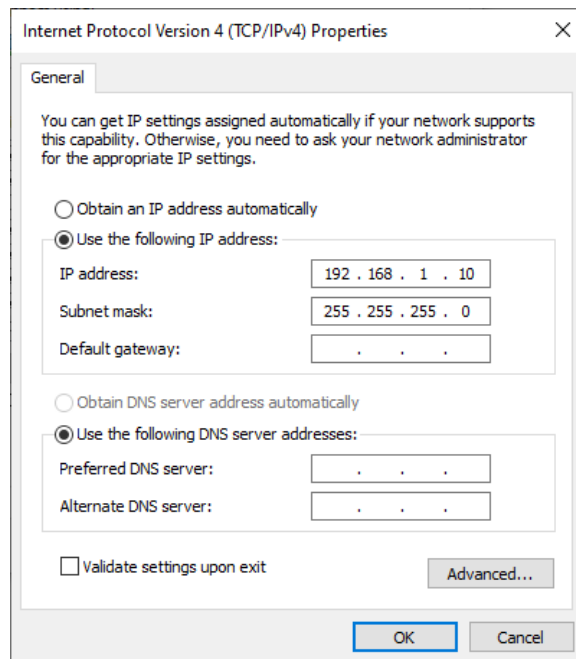 Internet Protocol Version 4 (TCP/IPv4) Properties
General
You can get IP settings assigned automatically if your network supports
this capability. Otherwise, you need to ask your network administrator
for the appropriate IP settings.
Obtain an IP address automatically
Use the following IP address:
IP address: 192 . 168 . 1 . 10
Subnet mask: 255 . 255 . 255 . 0
Default gateway: . . .
Obtain DNS server address automatically
Use the following DNS server addresses:
Preferred DNS server: . . .
Alternate DNS server: . . .
Validate settings upon exit
Advanced...
OK Cancel